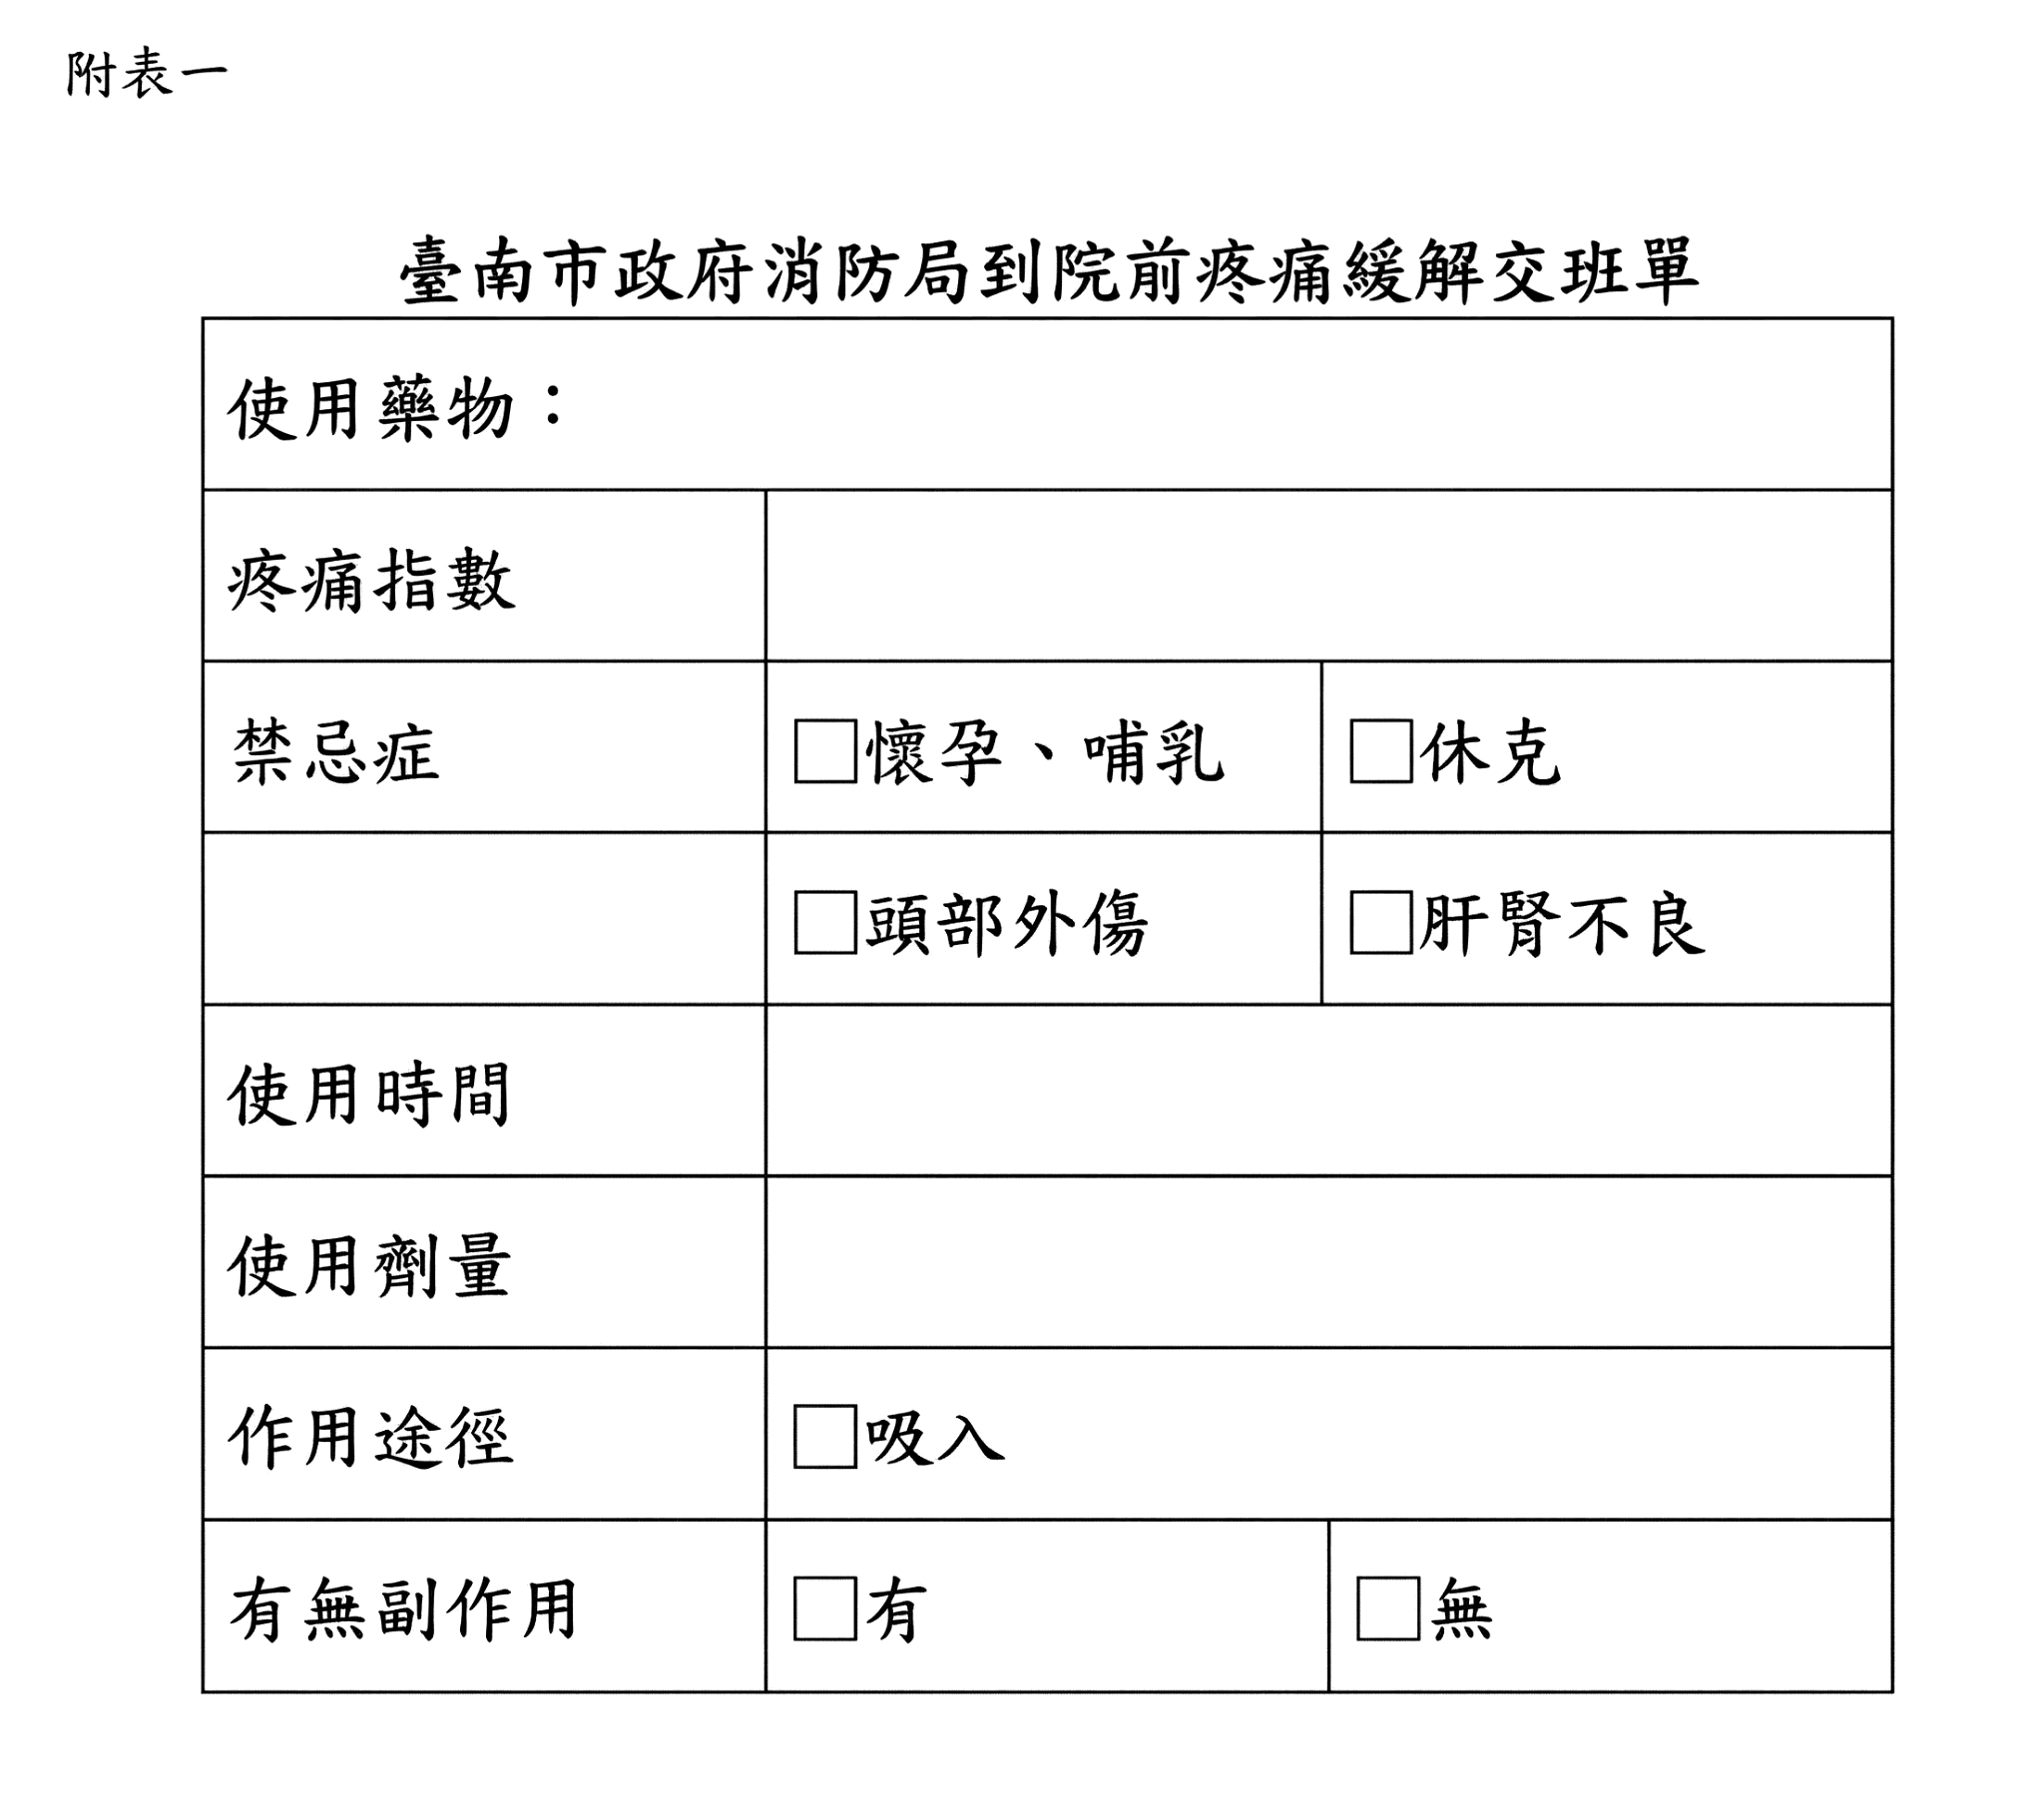 附表一
臺南市政府消防局到院前疼痛緩解交班單
使用藥物：
疼痛指數
禁忌症 □懷孕、哺乳 □休克
□頭部外傷 □肝腎不良
使用時間
使用劑量
作用途徑 □吸入
有無副作用 □有 □無